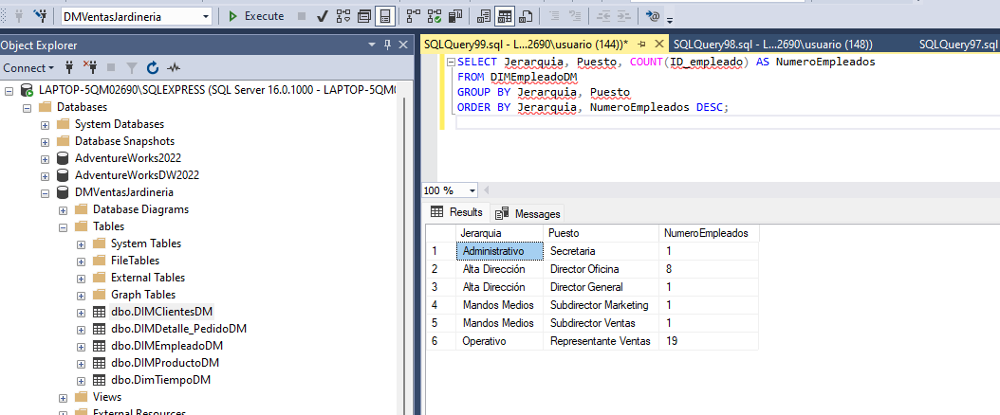 DMVentasJardineria
Execute
Object Explorer
Connect
LAPTOP-5QM02690\SQLEXPRESS (SQL Server 16.0.1000 - LAPTOP-5QM0
Databases
System Databases
Database Snapshots
AdventureWorks2022
AdventureWorksDW2022
DMVentasJardineria
Database Diagrams
Tables
System Tables
FileTables
External Tables
Graph Tables
dbo.DIMClientesDM
dbo.DIMDetalle_PedidoDM
dbo.DIMEmpleadoDM
dbo.DIMProductoDM
dbo.DimTiempoDM
Views
External Resources
SQLQuery99.sql - L...2690\usuario (144))* SQLQuery98.sql - L...2690\usuario (148)) SQLQuery97.sql
SELECT Jerarquia, Puesto, COUNT(ID_empleado) AS NumeroEmpleados
FROM DIMEmpleadoDM
GROUP BY Jerarquia, Puesto
ORDER BY Jerarquia, NumeroEmpleados DESC;
100 %
Results Messages
Jerarquia Puesto NumeroEmpleados
1 Administrativo Secretaria 1
2 Alta Dirección Director Oficina 8
3 Alta Dirección Director General 1
4 Mandos Medios Subdirector Marketing 1
5 Mandos Medios Subdirector Ventas 1
6 Operativo Representante Ventas 19